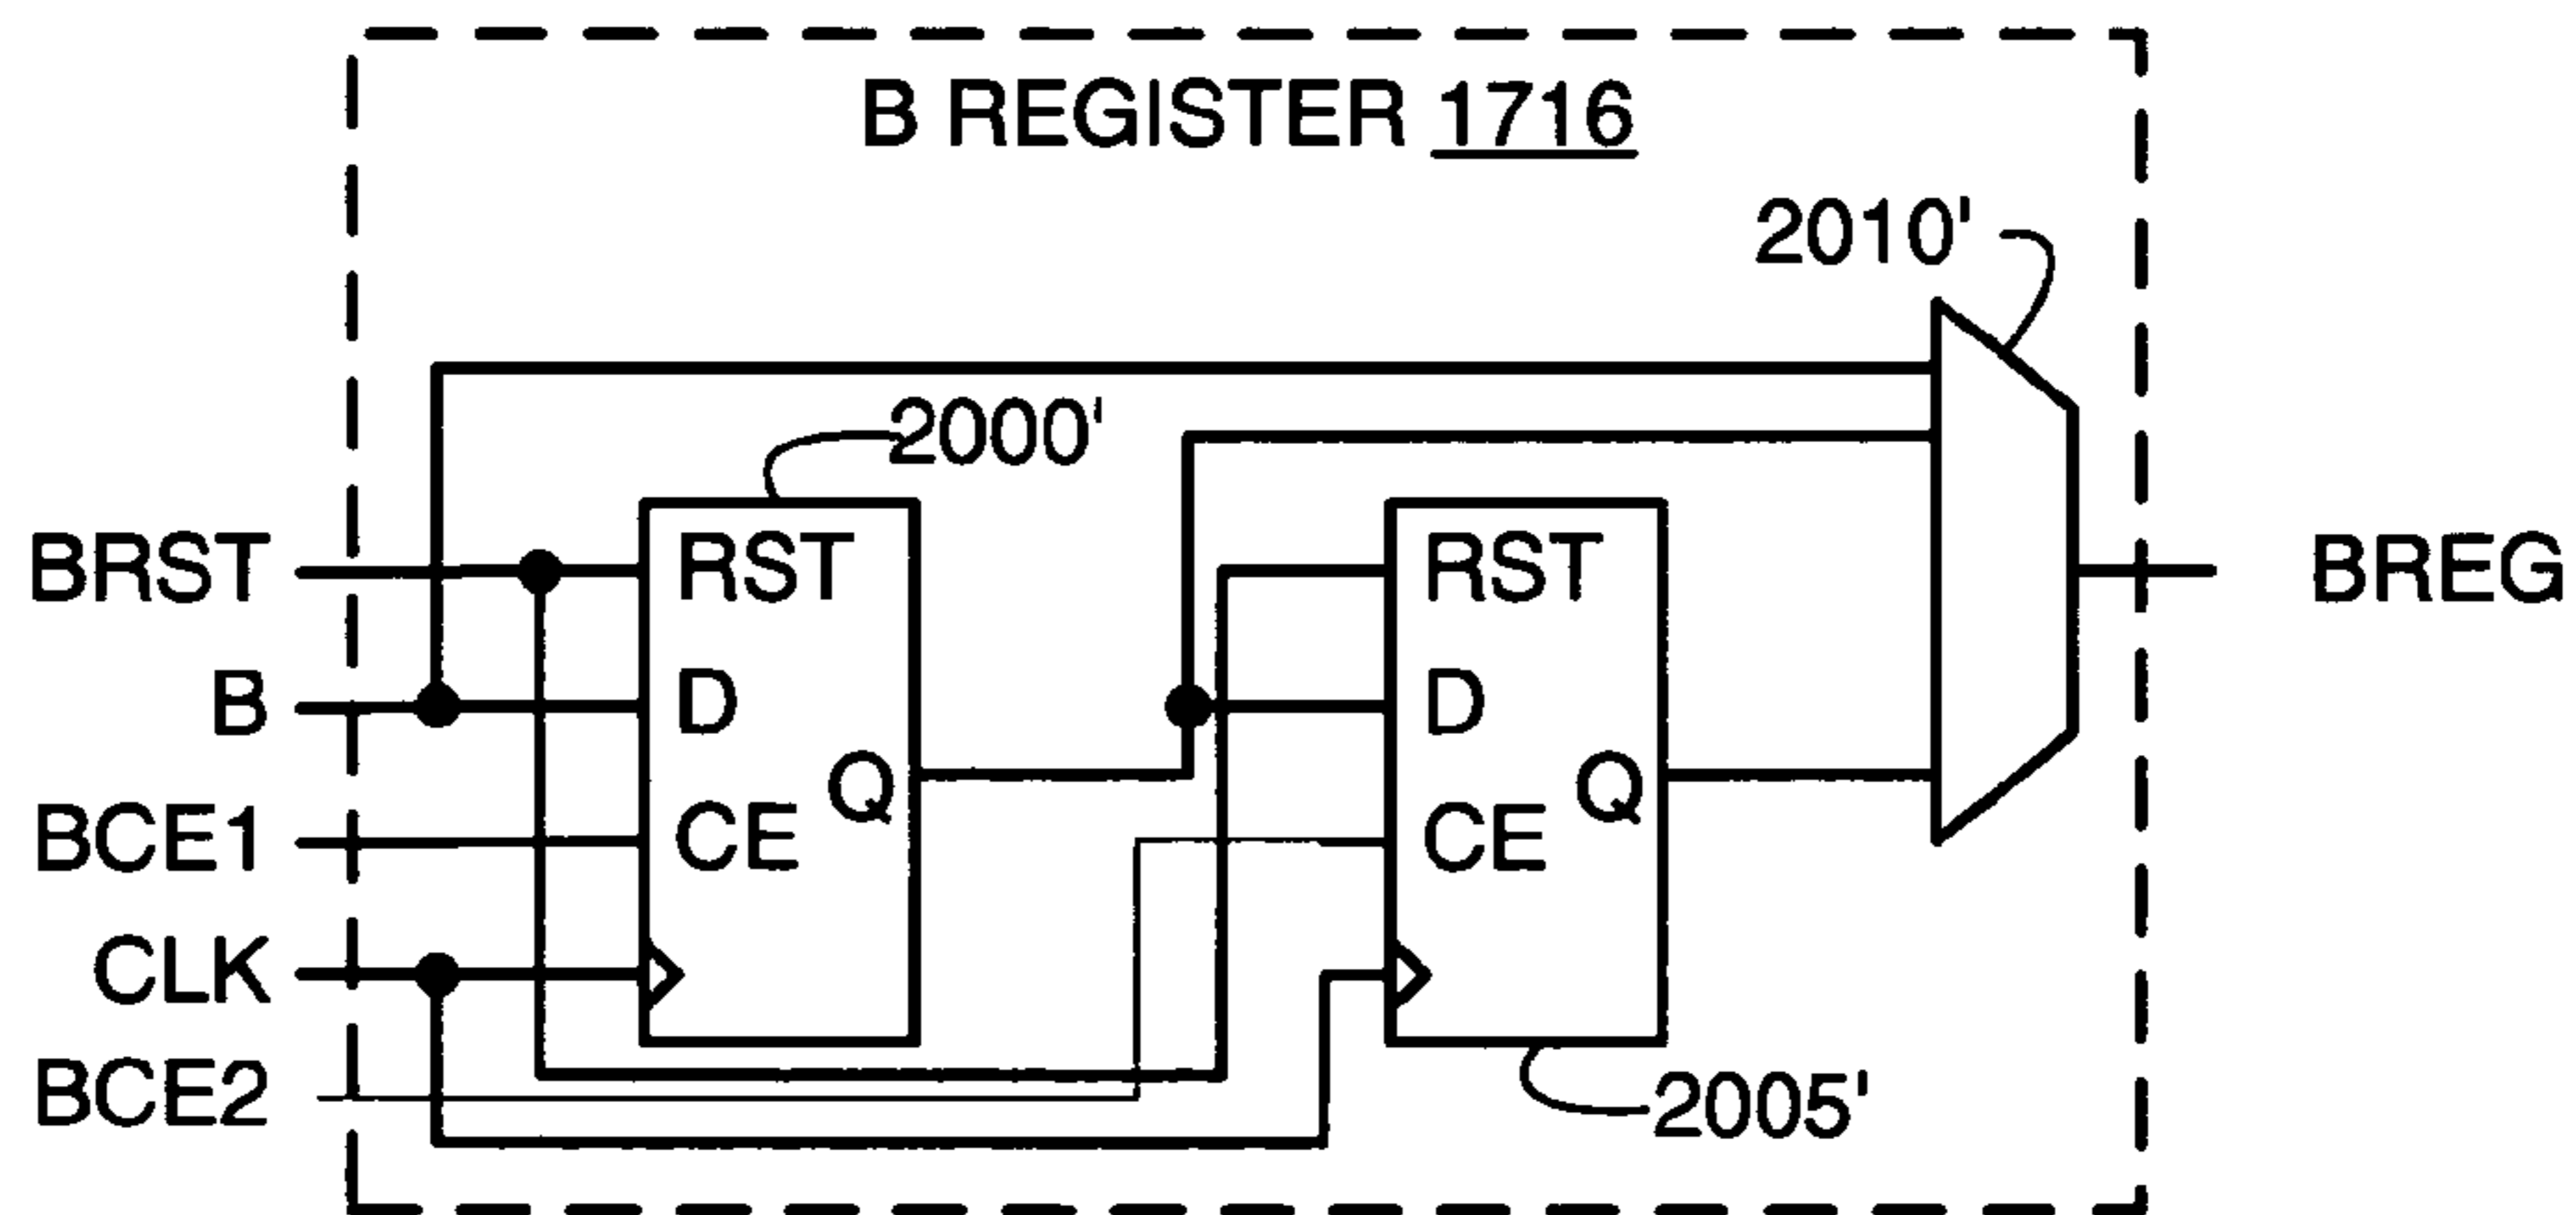 B REGISTER 1716
2010'
2000'
BRST
RST
RST
BREG
B
D
D
Q
Q
BCE1
CE
CE
CLK
BCE2
2005'